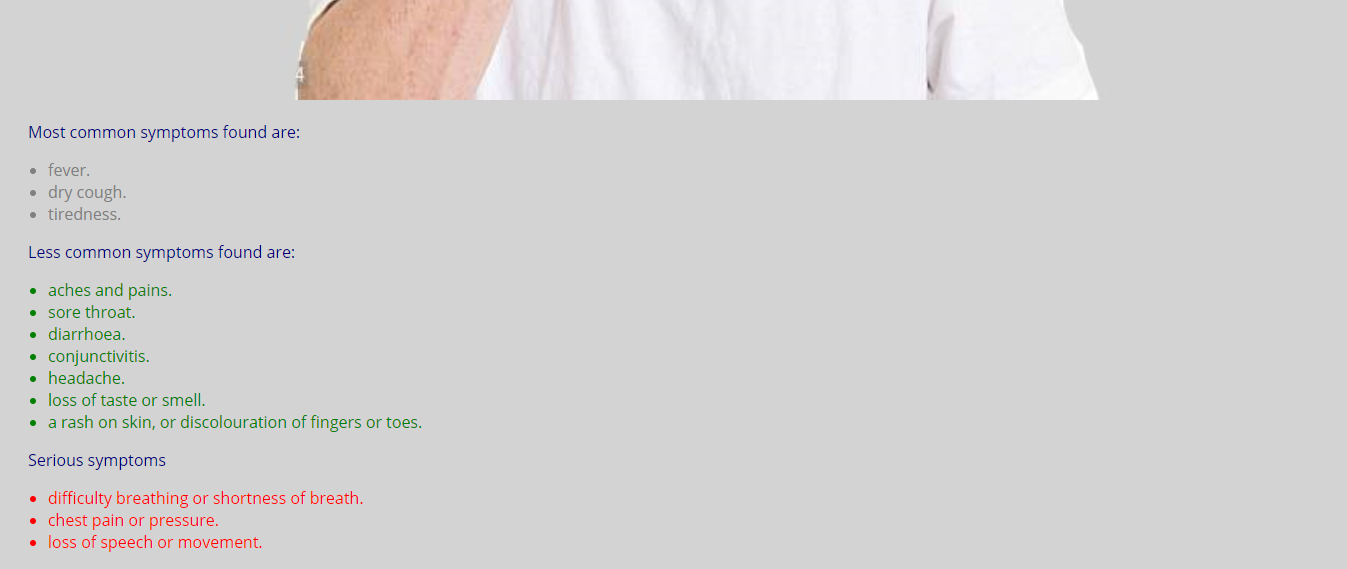 4
Most common symptoms found are:
• fever.
• dry cough.
• tiredness.
Less common symptoms found are:
• aches and pains.
• sore throat.
• diarrhoea.
• conjunctivitis.
• headache.
• loss of taste or smell.
• a rash on skin, or discolouration of fingers or toes.
Serious symptoms
• difficulty breathing or shortness of breath.
• chest pain or pressure.
• loss of speech or movement.